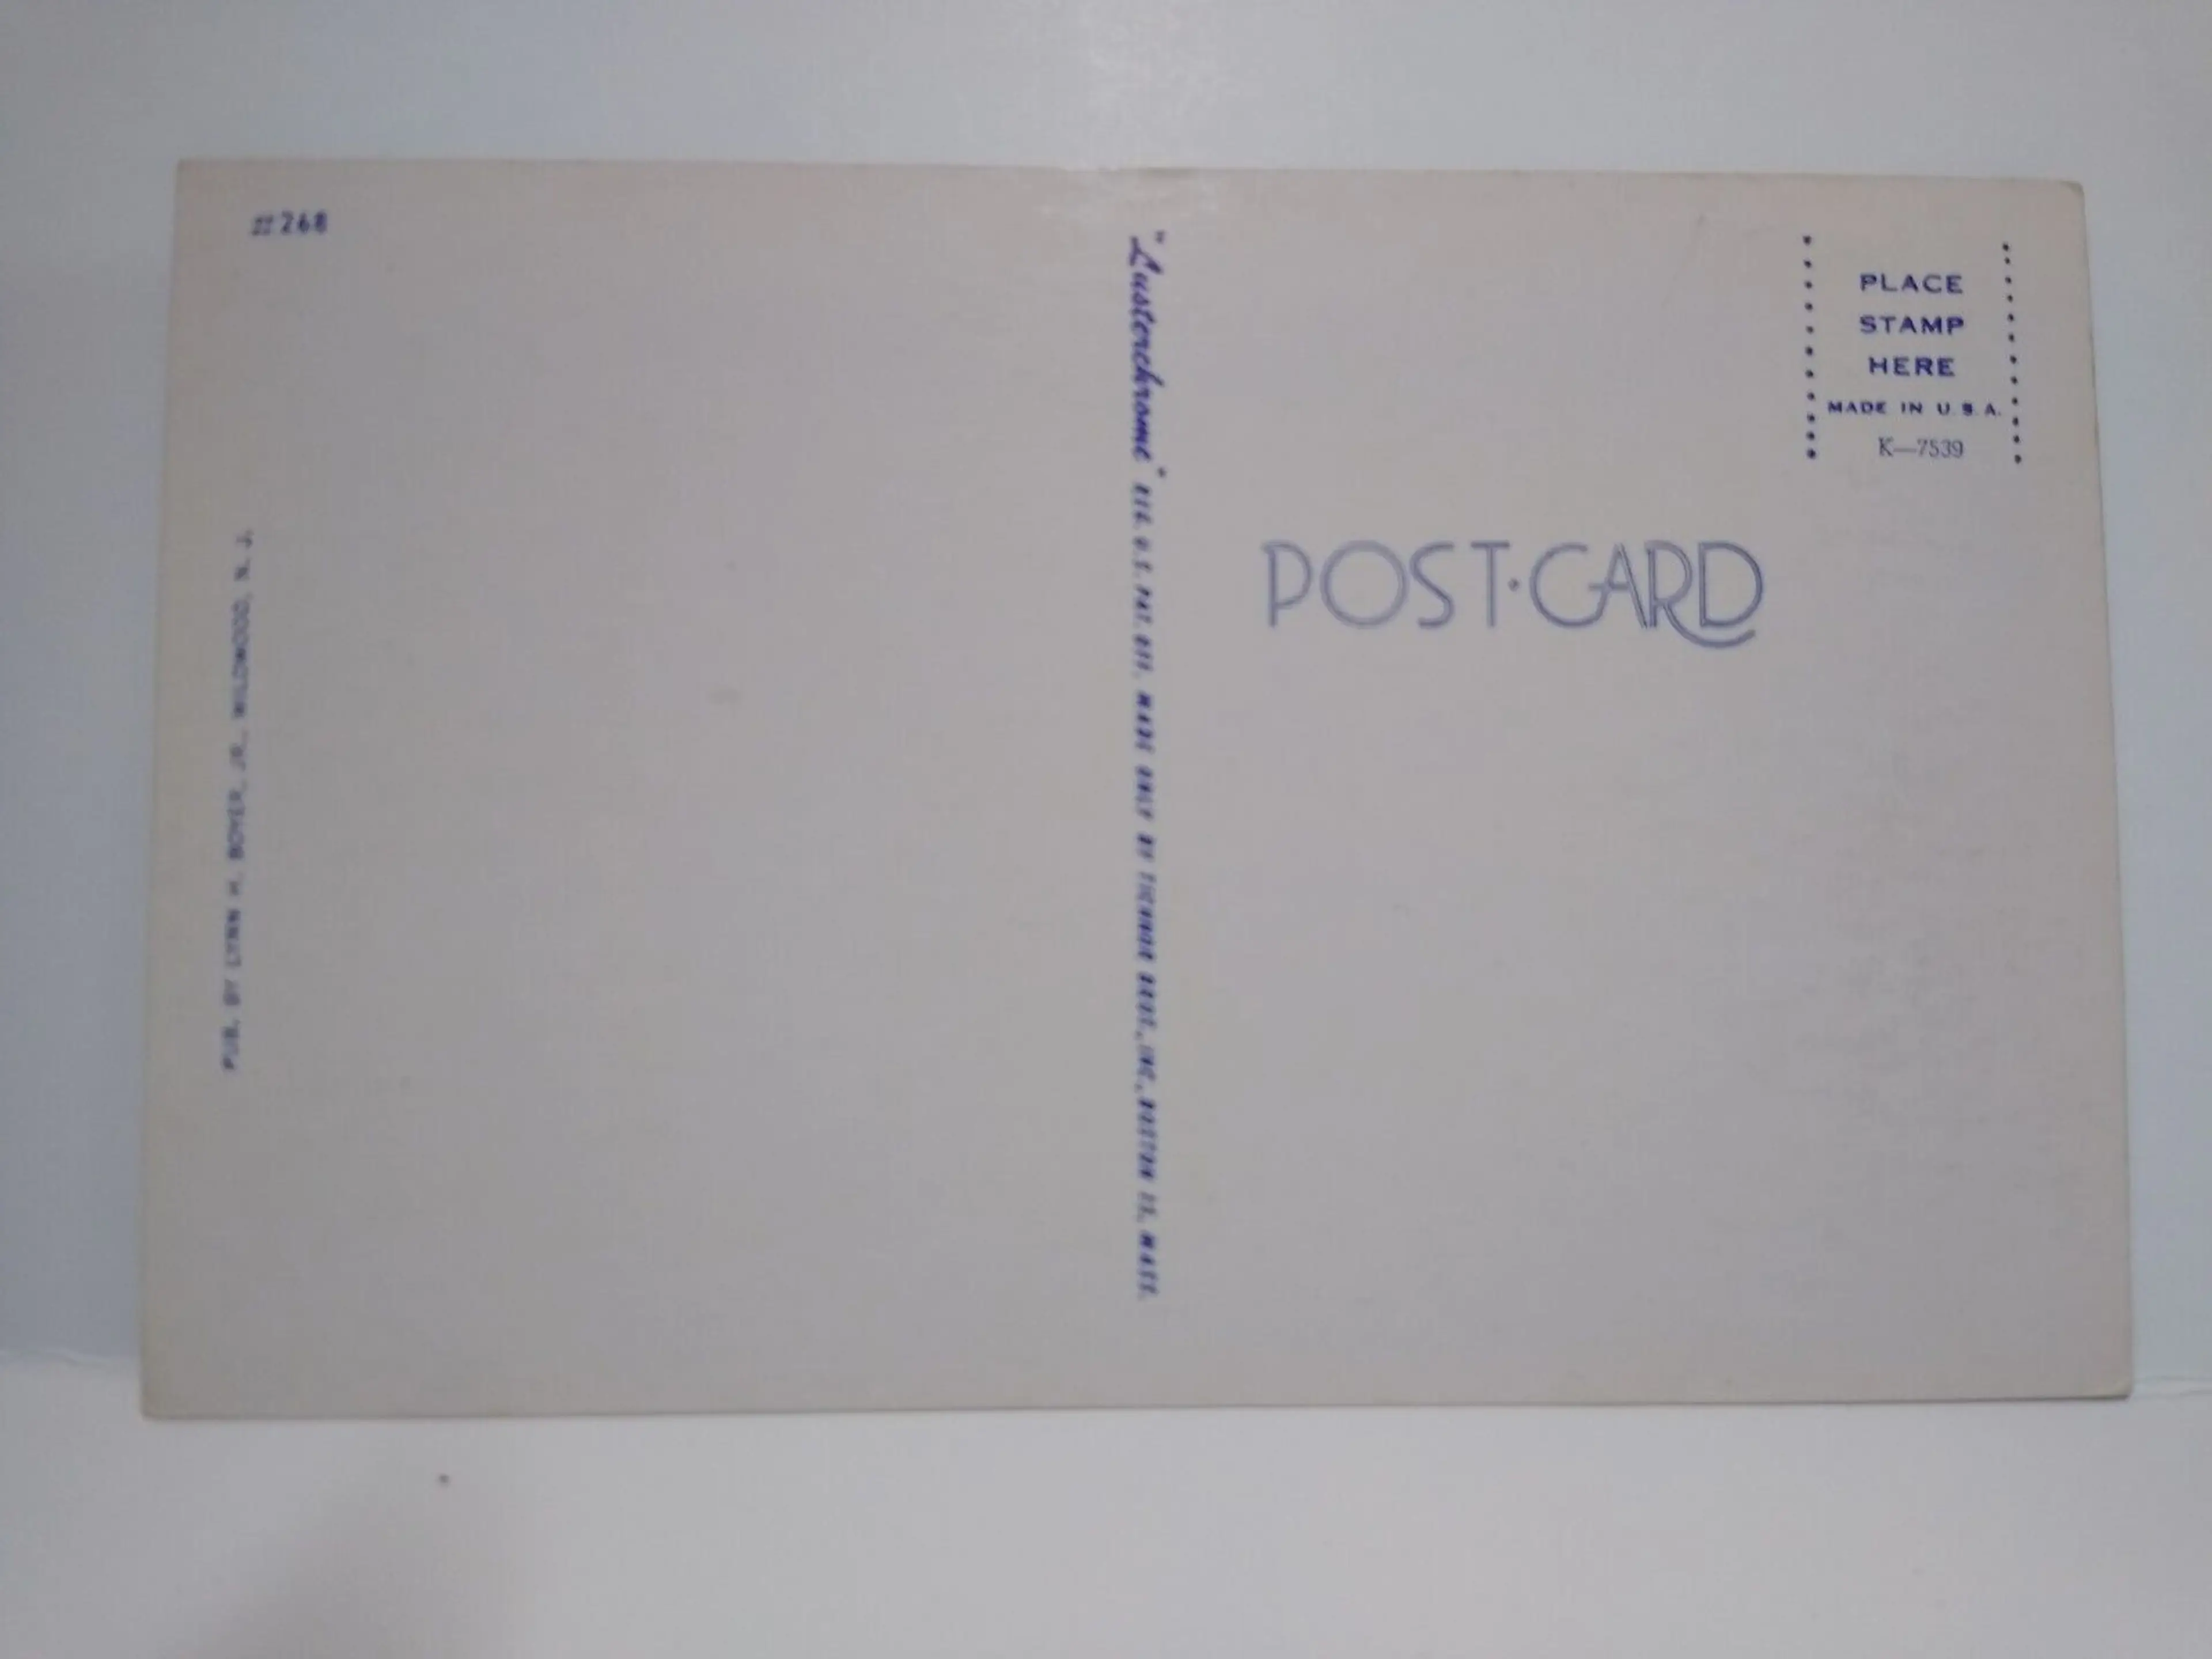 #268
PUB. BY LYNN H. BOYER, JR., WILDWOOD, N. J.
"Lusterchrome" REG. U.S. PAT. OFF. MADE ONLY BY TICHNOR BROS., INC., BOSTON 15, MASS.
PLACE
STAMP
HERE
MADE IN U.S.A.
K—7539
POST·CARD